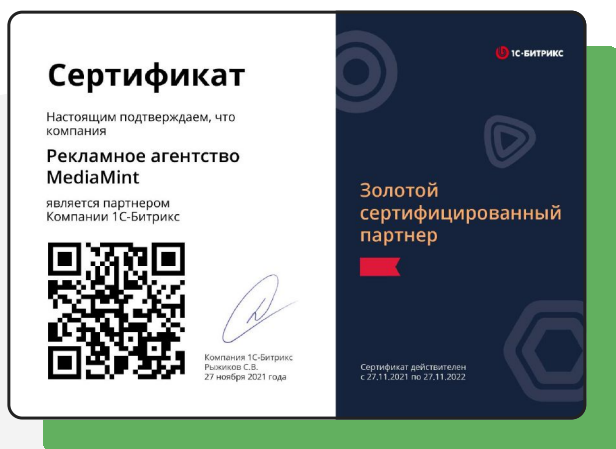 Сертификат
Настоящим подтверждаем, что
компания
Рекламное агентство
MediaMint
является партнером
Компании 1С-Битрикс
Компания 1С-Битрикс
Рыжиков С.В.
27 ноября 2021 года
1С-БИТРИКС
Золотой
сертифицированный
партнер
Сертификат действителен
с 27.11.2021 по 27.11.2022